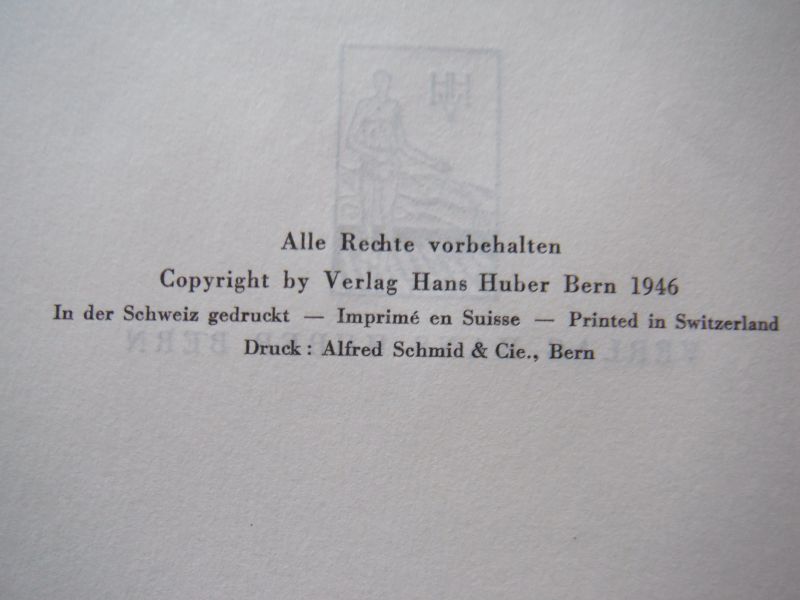 Alle Rechte vorbehalten
Copyright by Verlag Hans Huber Bern 1946
In der Schweiz gedruckt — Imprimé en Suisse — Printed in Switzerland
Druck: Alfred Schmid & Cie., Bern